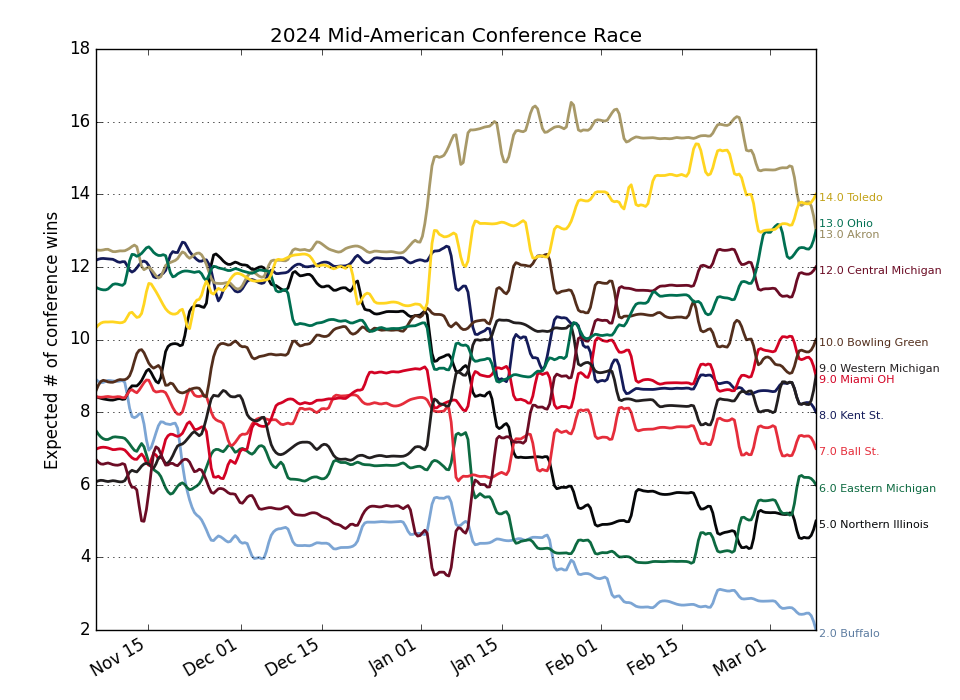 2024 Mid-American Conference Race
Expected # of conference wins
18
16
14
12
10
8
6
4
2
Nov 15
Dec 01
Dec 15
Jan 01
Jan 15
Feb 01
Feb 15
Mar 01
14.0 Toledo
13.0 Ohio
13.0 Akron
12.0 Central Michigan
10.0 Bowling Green
9.0 Western Michigan
9.0 Miami OH
8.0 Kent St.
7.0 Ball St.
6.0 Eastern Michigan
5.0 Northern Illinois
2.0 Buffalo